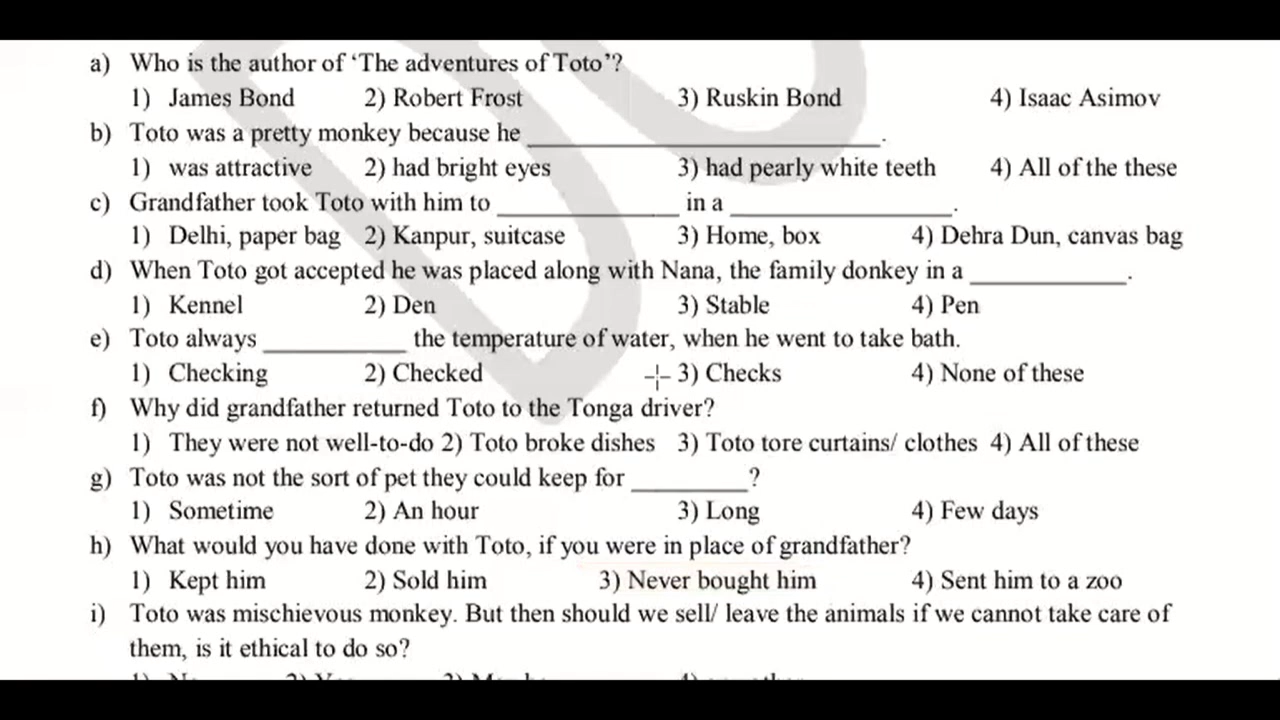 a) Who is the author of ‘The adventures of Toto’?
1) James Bond 2) Robert Frost 3) Ruskin Bond 4) Isaac Asimov
b) Toto was a pretty monkey because he ____________________.
1) was attractive 2) had bright eyes 3) had pearly white teeth 4) All of the these
c) Grandfather took Toto with him to __________ in a ____________.
1) Delhi, paper bag 2) Kanpur, suitcase 3) Home, box 4) Dehra Dun, canvas bag
d) When Toto got accepted he was placed along with Nana, the family donkey in a _________.
1) Kennel 2) Den 3) Stable 4) Pen
e) Toto always ________ the temperature of water, when he went to take bath.
1) Checking 2) Checked 3) Checks 4) None of these
f) Why did grandfather returned Toto to the Tonga driver?
1) They were not well-to-do 2) Toto broke dishes 3) Toto tore curtains/ clothes 4) All of these
g) Toto was not the sort of pet they could keep for _______?
1) Sometime 2) An hour 3) Long 4) Few days
h) What would you have done with Toto, if you were in place of grandfather?
1) Kept him 2) Sold him 3) Never bought him 4) Sent him to a zoo
i) Toto was mischievous monkey. But then should we sell/ leave the animals if we cannot take care of
them, is it ethical to do so?